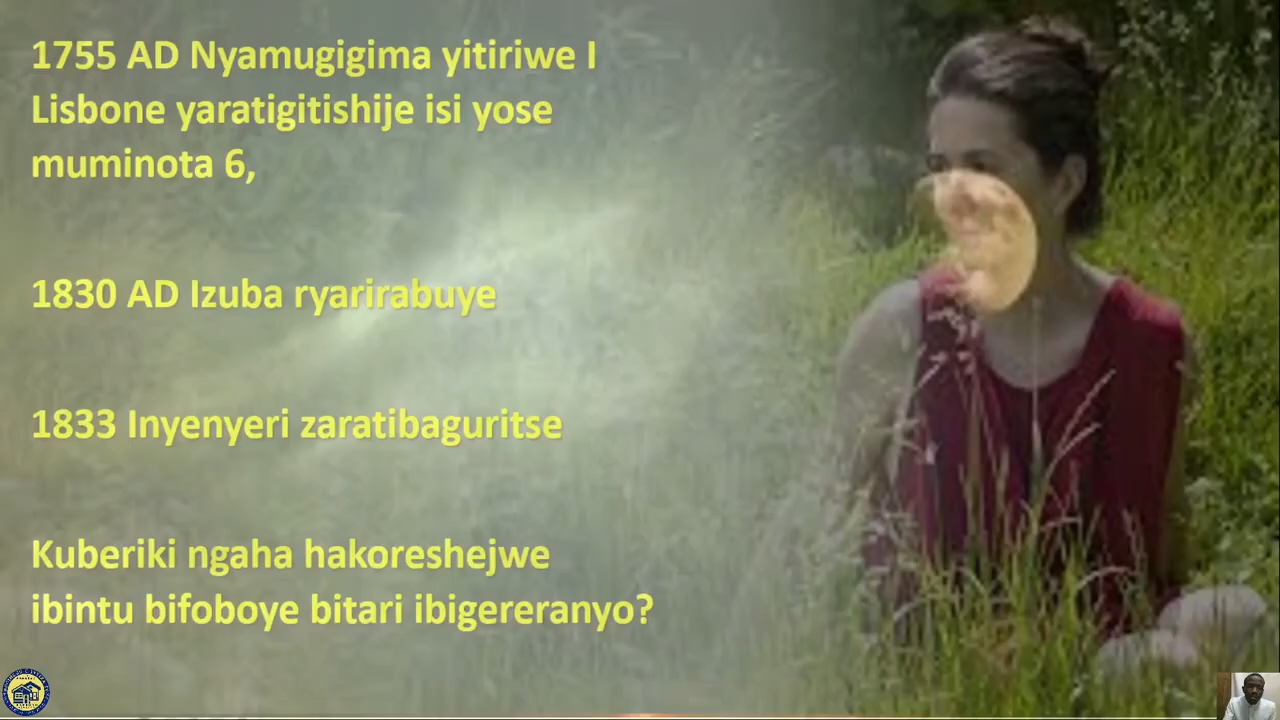 1755 AD Nyamugigima yitiriwe I
Lisbone yaratigitishije isi yose
muminota 6,
1830 AD Izuba ryarirabuye
1833 Inyenyeri zaratibaguritse
Kuberiki ngaha hakoreshejwe
ibintu bifoboye bitari ibigereranyo?